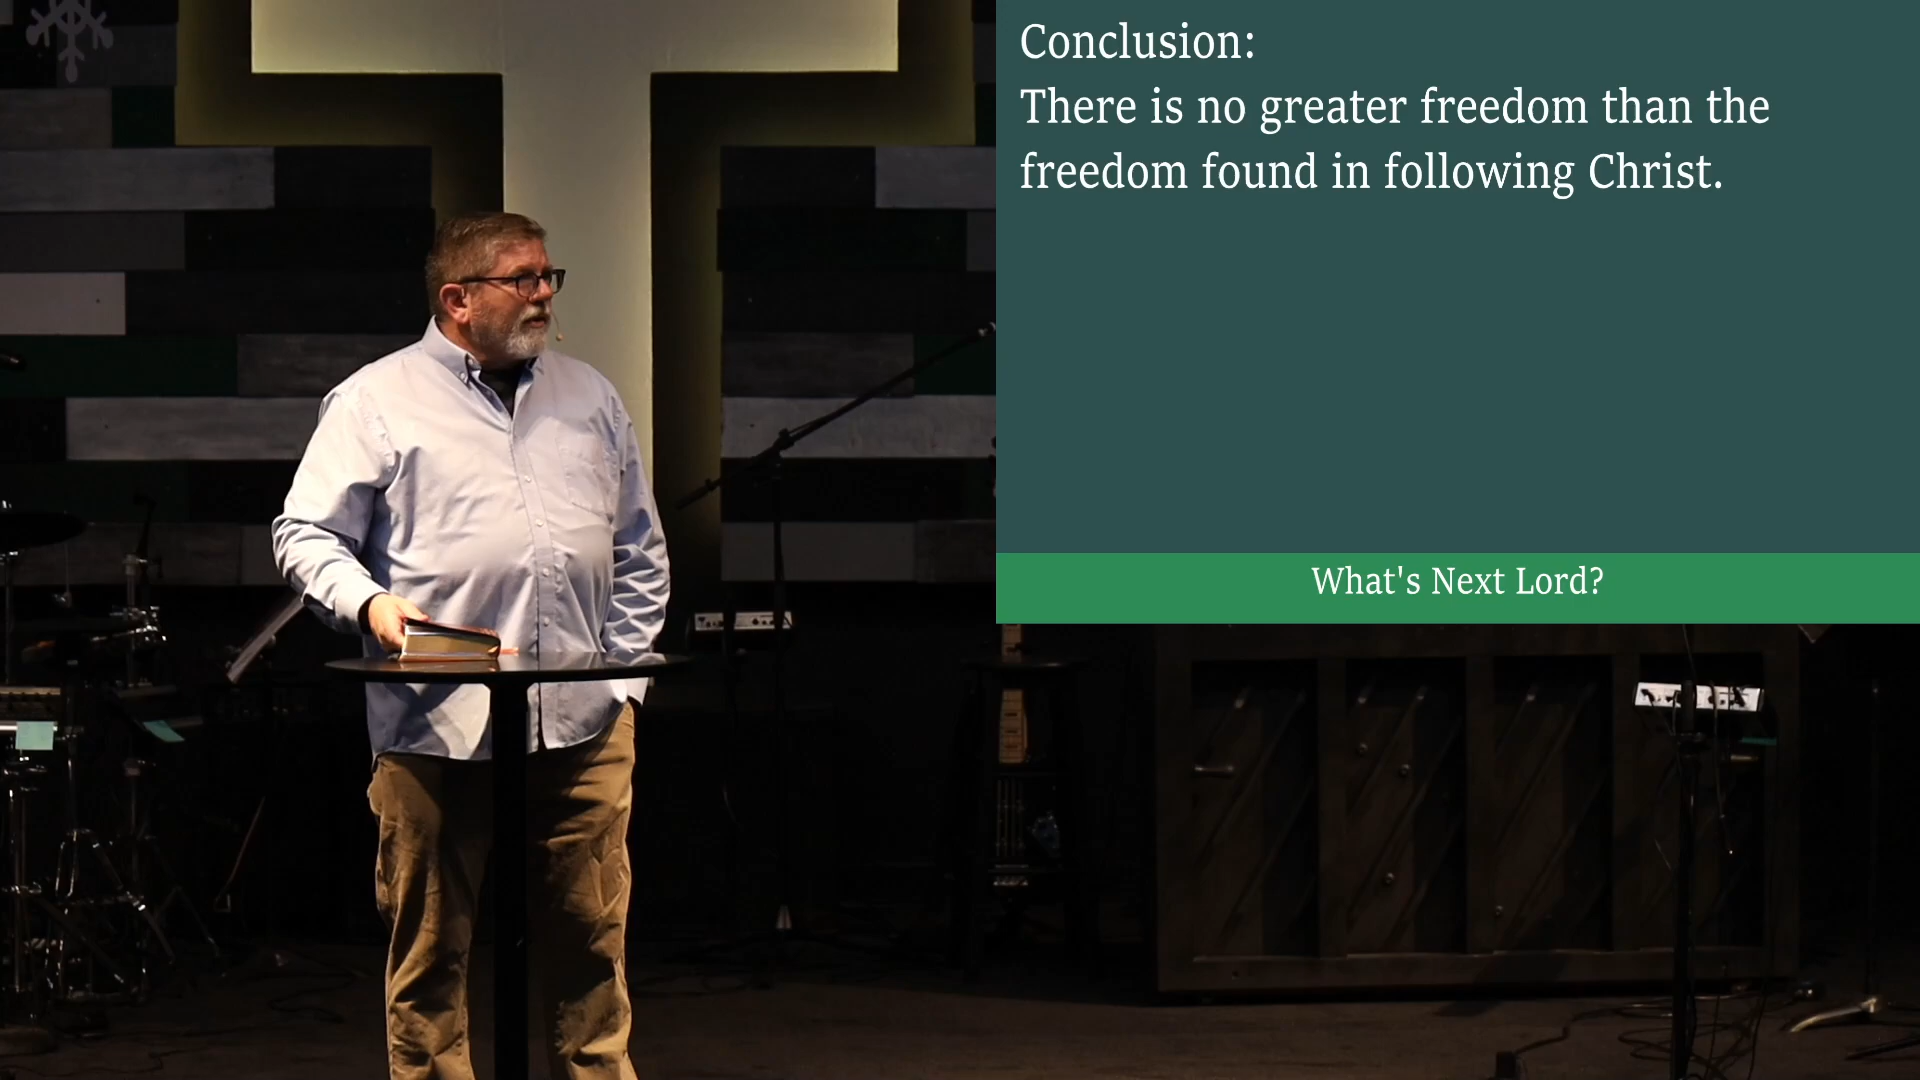 Conclusion:
There is no greater freedom than the
freedom found in following Christ.
What's Next Lord?